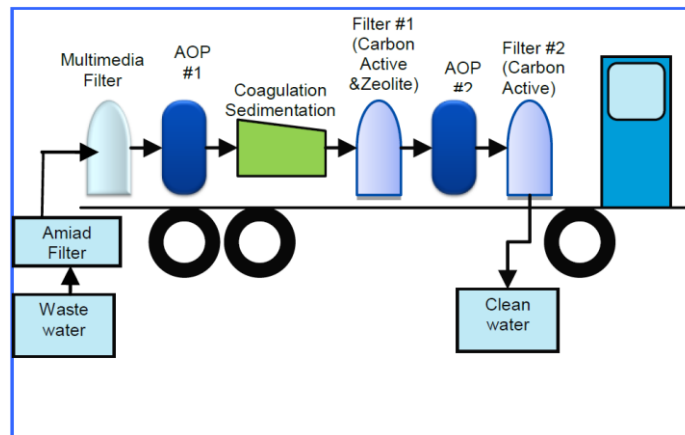 Multimedia
Filter
AOP
#1
Coagulation
Sedimentation
Filter #1
(Carbon
Active
&Zeolite)
AOP
#2
Filter #2
(Carbon
Active)
Amiad
Filter
Waste
water
Clean
water